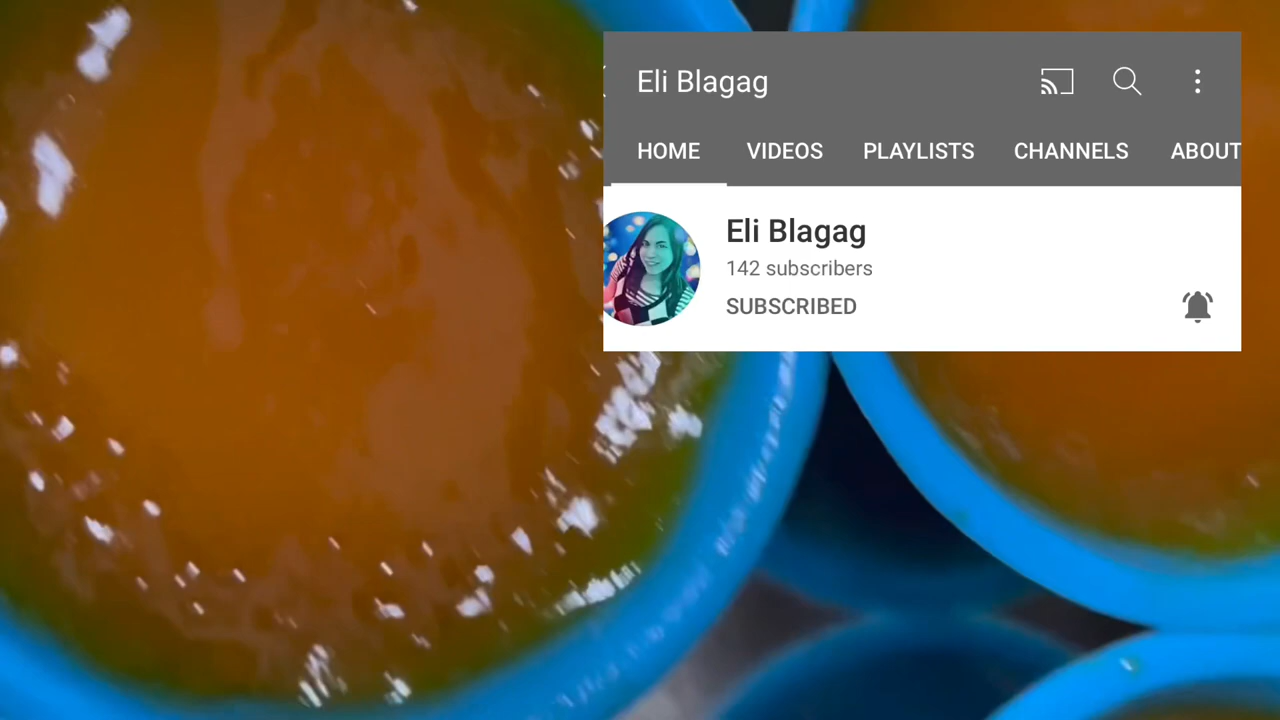 Eli Blagag
HOME VIDEOS PLAYLISTS CHANNELS ABOUT
Eli Blagag
142 subscribers
SUBSCRIBED